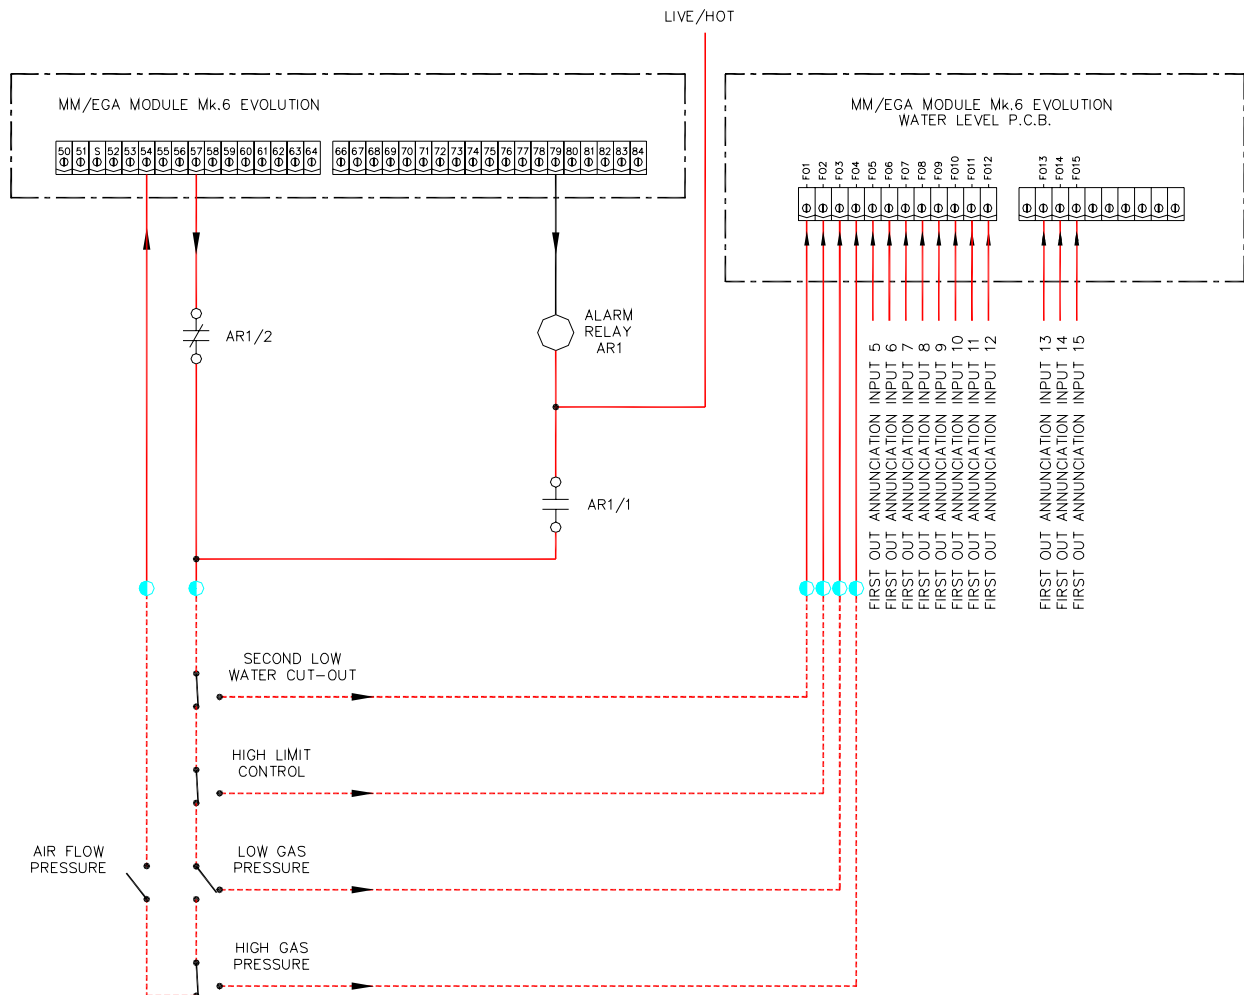 LIVE/HOT
MM/EGA MODULE Mk.6 EVOLUTION
50 51 S 52 53 54 55 56 57 58 59 60 61 62 63 64
66 67 68 69 70 71 72 73 74 75 76 77 78 79 80 81 82 83 84
MM/EGA MODULE Mk.6 EVOLUTION
WATER LEVEL P.C.B.
F01
F02
F03
F04
F05
F06
F07
F08
F09
F010
F011
F012
F013
F014
F015
AR1/2
ALARM
RELAY
AR1
AR1/1
FIRST OUT ANNUNCIATION INPUT 5
FIRST OUT ANNUNCIATION INPUT 6
FIRST OUT ANNUNCIATION INPUT 7
FIRST OUT ANNUNCIATION INPUT 8
FIRST OUT ANNUNCIATION INPUT 9
FIRST OUT ANNUNCIATION INPUT 10
FIRST OUT ANNUNCIATION INPUT 11
FIRST OUT ANNUNCIATION INPUT 12
FIRST OUT ANNUNCIATION INPUT 13
FIRST OUT ANNUNCIATION INPUT 14
FIRST OUT ANNUNCIATION INPUT 15
SECOND LOW
WATER CUT-OUT
HIGH LIMIT
CONTROL
AIR FLOW
PRESSURE
LOW GAS
PRESSURE
HIGH GAS
PRESSURE